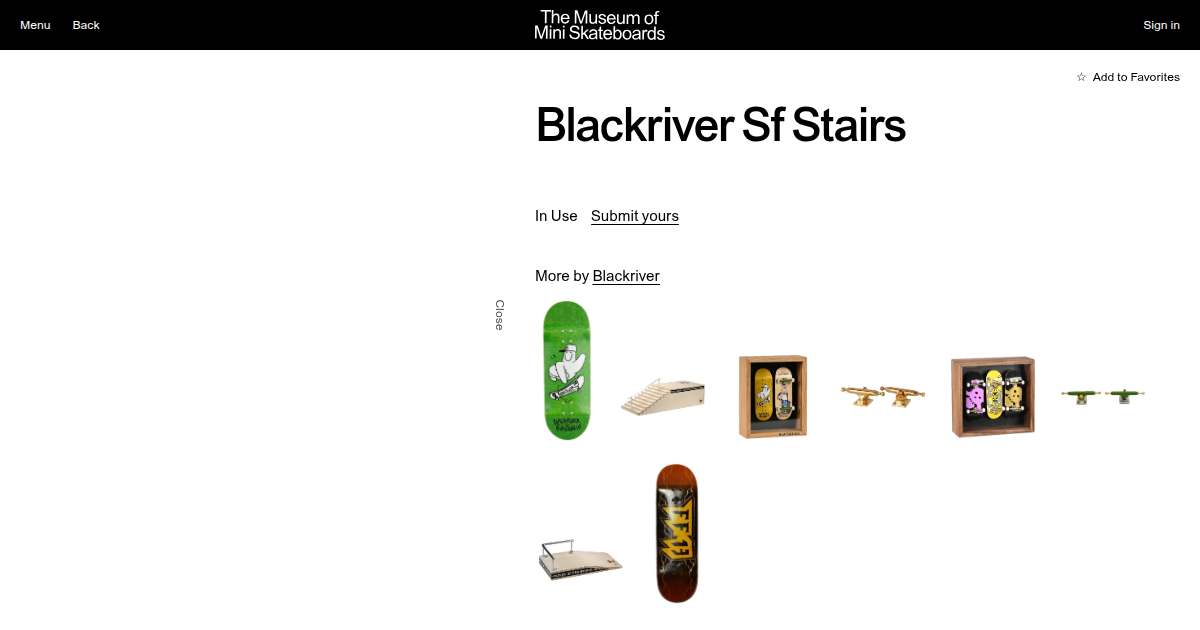 Menu
Back
The Museum of
Mini Skateboards
Sign in
☆ Add to Favorites
Blackriver Sf Stairs
In Use Submit yours
More by Blackriver
Close